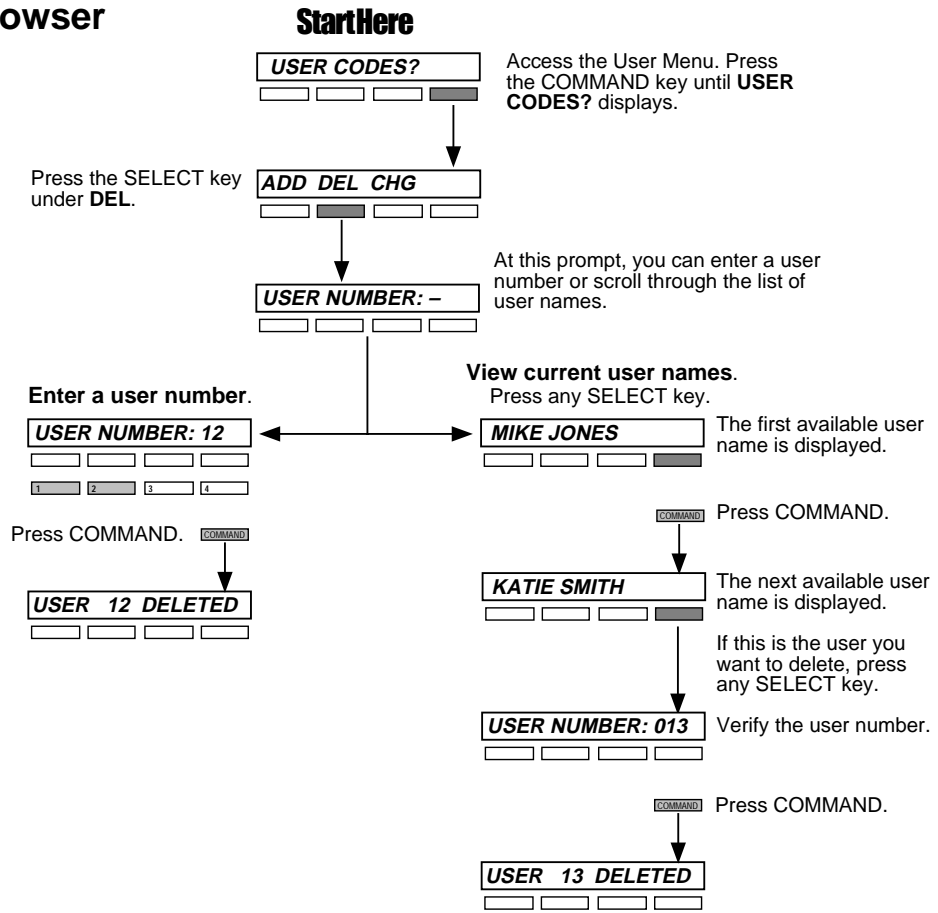 owser
Start Here
USER CODES?
Access the User Menu. Press
the COMMAND key until USER
CODES? displays.
Press the SELECT key
under DEL.
ADD DEL CHG
At this prompt, you can enter a user
number or scroll through the list of
user names.
USER NUMBER: –
Enter a user number.
USER NUMBER: 12
1 2 3 4
Press COMMAND.
COMMAND
USER 12 DELETED
View current user names.
Press any SELECT key.
MIKE JONES
The first available user
name is displayed.
COMMAND
Press COMMAND.
KATIE SMITH
The next available user
name is displayed.
If this is the user you
want to delete, press
any SELECT key.
USER NUMBER: 013
Verify the user number.
COMMAND
Press COMMAND.
USER 13 DELETED